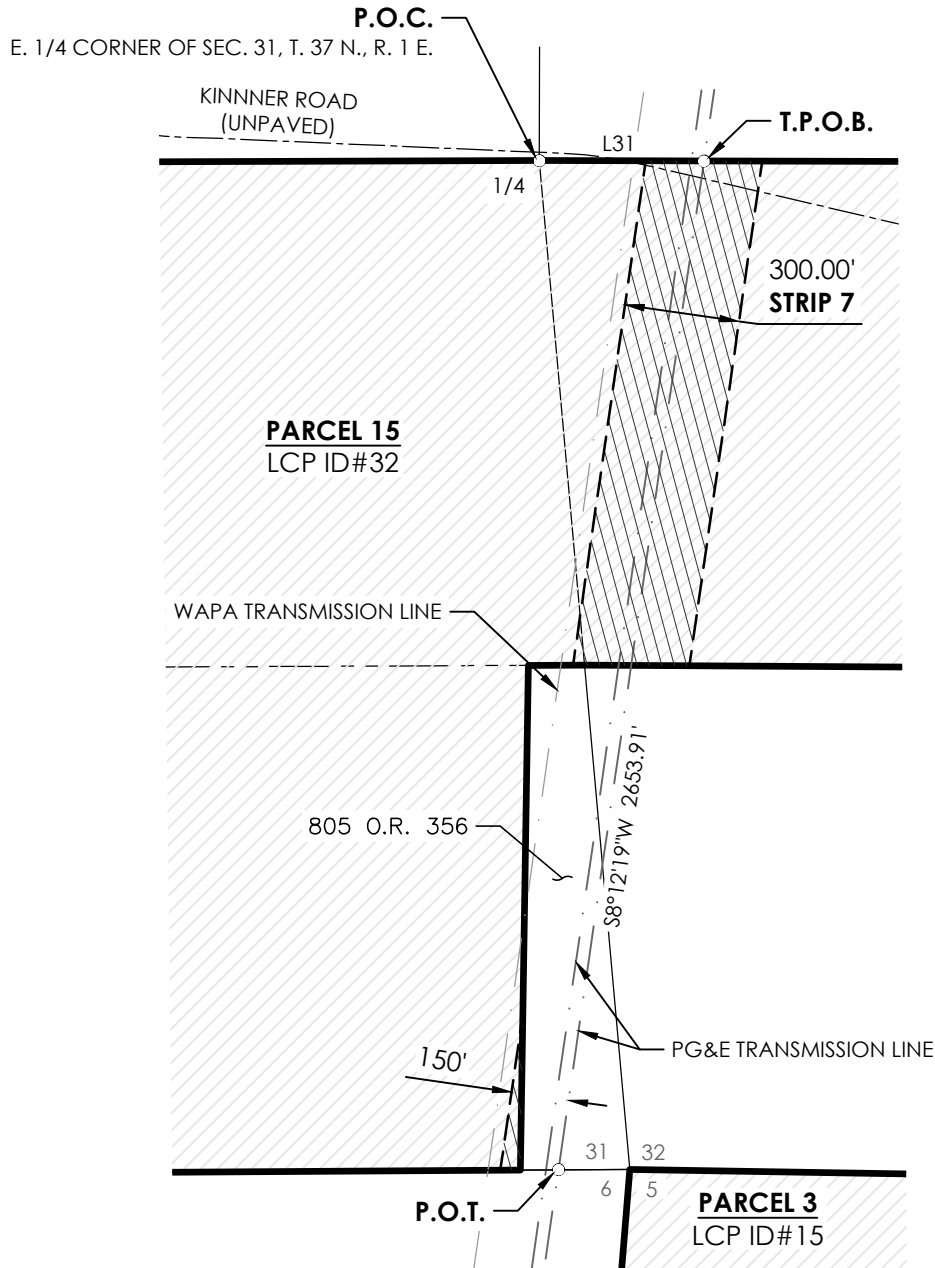 P.O.C.
E. 1/4 CORNER OF SEC. 31, T. 37 N., R. 1 E.
KINNNER ROAD
(UNPAVED)
L31
T.P.O.B.
1/4
300.00'
STRIP 7
PARCEL 15
LCP ID#32
WAPA TRANSMISSION LINE
S8°12'19"W 2653.91'
805 O.R. 356
150'
PG&E TRANSMISSION LINE
31 32
6 5
P.O.T.
PARCEL 3
LCP ID#15